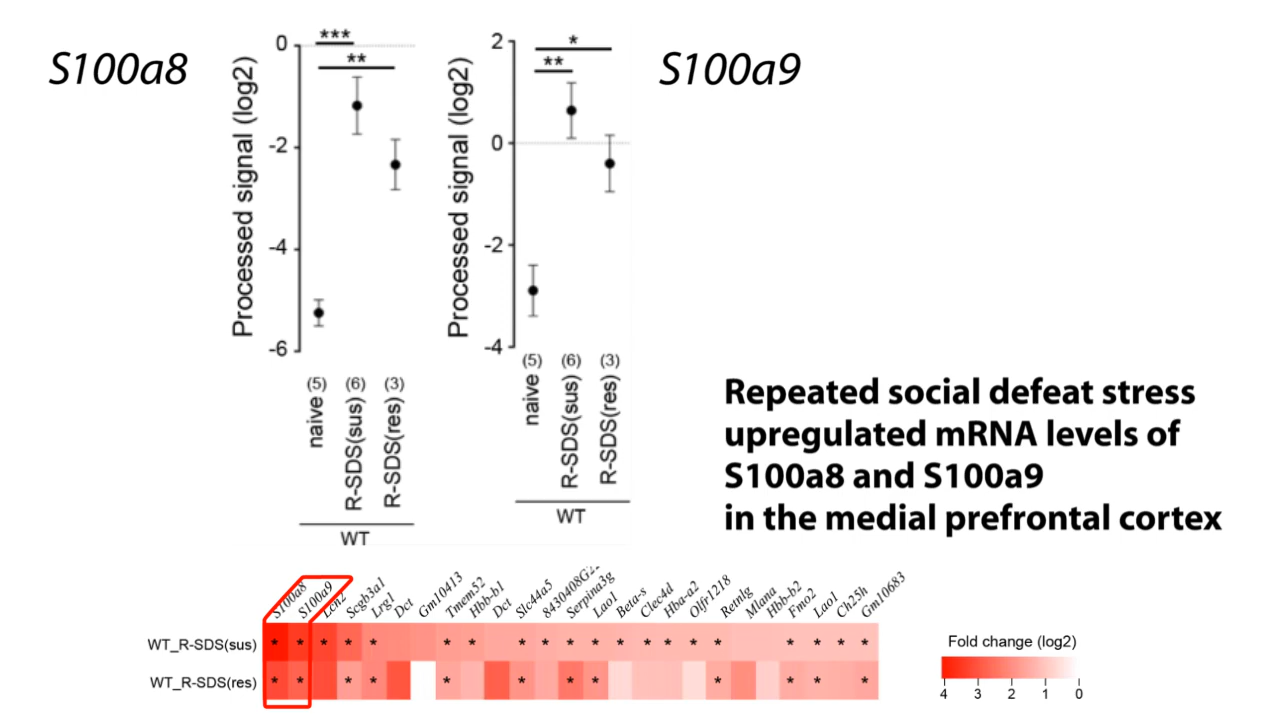 S100a8
Processed signal (log2)
0
-2
-4
-6
***
**
(5)
(6)
(3)
naive
R-SDS(sus)
R-SDS(res)
WT
S100a9
Processed signal (log2)
2
0
-2
-4
*
**
(5)
(6)
(3)
naive
R-SDS(sus)
R-SDS(res)
WT
Repeated social defeat stress
upregulated mRNA levels of
S100a8 and S100a9
in the medial prefrontal cortex
S100a8 S100a9 Lcn2 Scgb3a1 Lrg1 Dct Gm10413 Tmem52 Hbb-b1 Dct Slc44a5 Serpina3g Lao1 Beta-s Clec4d Hba-a2 Olfr1218 Retnlg Mlana Hbb-b2 Fmo2 Lao1 Ch25h Gm10683
WT_R-SDS(sus) * * * * * * * * * * * * * * * * * * * *
WT_R-SDS(res) * * * * * * * * * * * *
Fold change (log2)
4 3 2 1 0